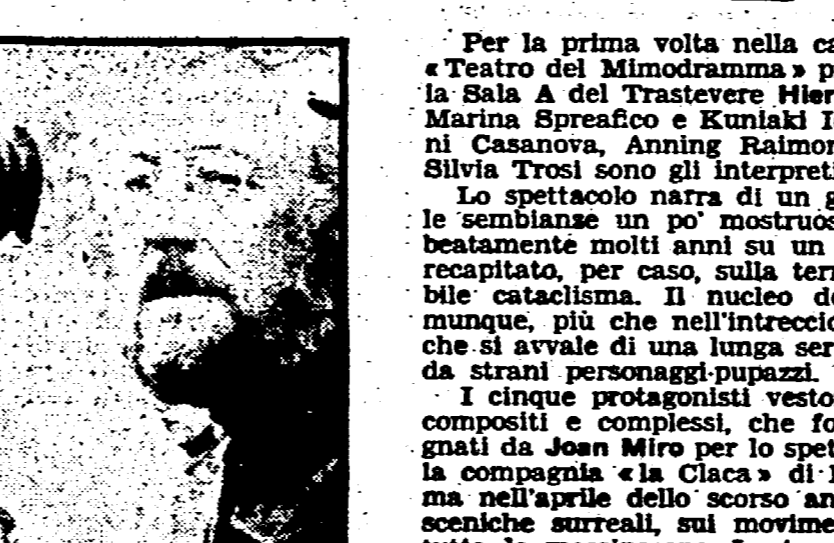 Per la prima volta nella ca
«Teatro del Mimodramma» p
la Sala A del Trastevere Hier
Marina Spreafico e Kuniaki I
ni Casanova, Anning Raimon
Silvia Trosi sono gli interpreti
Lo spettacolo narra di un g
le sembianze un po' mostruos
beatamente molti anni su un
recapitato, per caso, sulla terr
bile cataclisma. Il nucleo de
munque, più che nell'intreccio
che si avvale di una lunga ser
da strani personaggi-pupazzi.
I cinque protagonisti vesto
compositi e complessi, che fo
gnati da Joan Miro per lo spet
la compagnia «la Claca» di
ma nell'aprile dello scorso an
sceniche surreali, sui movime